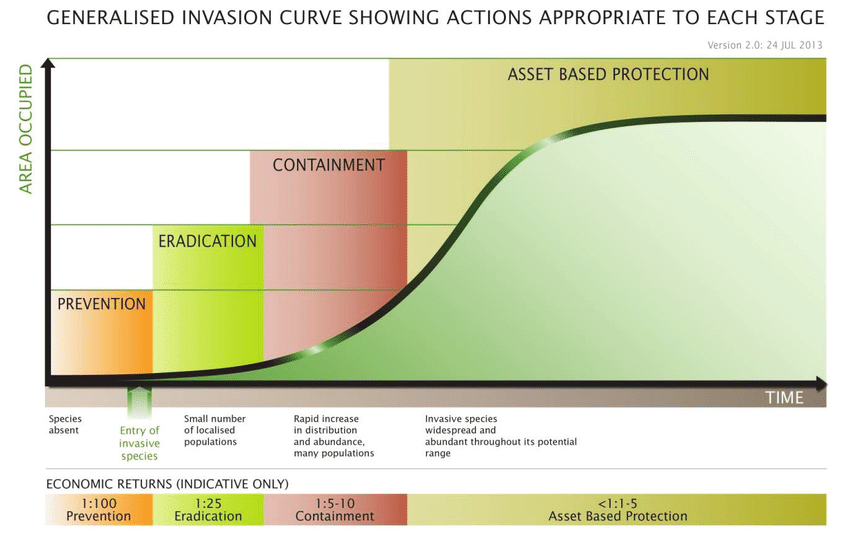 GENERALISED INVASION CURVE SHOWING ACTIONS APPROPRIATE TO EACH STAGE
Version 2.0: 24 JUL 2013
AREA OCCUPIED
ASSET BASED PROTECTION
CONTAINMENT
ERADICATION
PREVENTION
TIME
Species
absent
Entry of
invasive
species
Small number
of localised
populations
Rapid increase
in distribution
and abundance,
many populations
Invasive species
widespread and
abundant throughout its potential
range
ECONOMIC RETURNS (INDICATIVE ONLY)
1:100
Prevention
1:25
Eradication
1:5-10
Containment
<1:1-5
Asset Based Protection